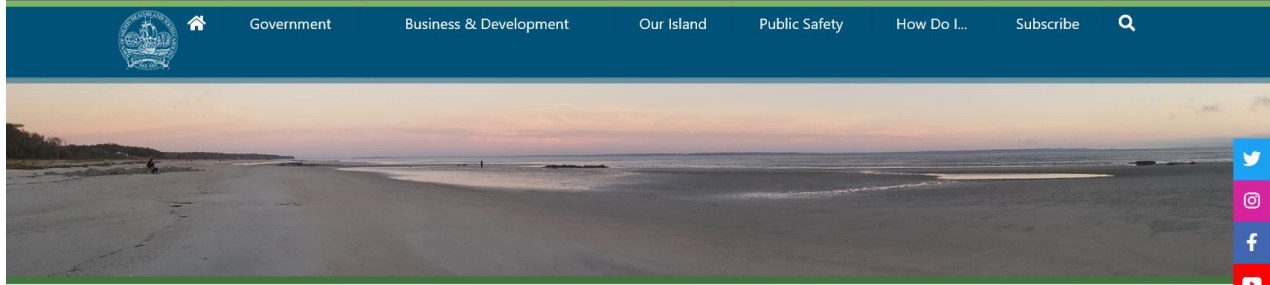 Government
Business & Development
Our Island
Public Safety
How Do I...
Subscribe